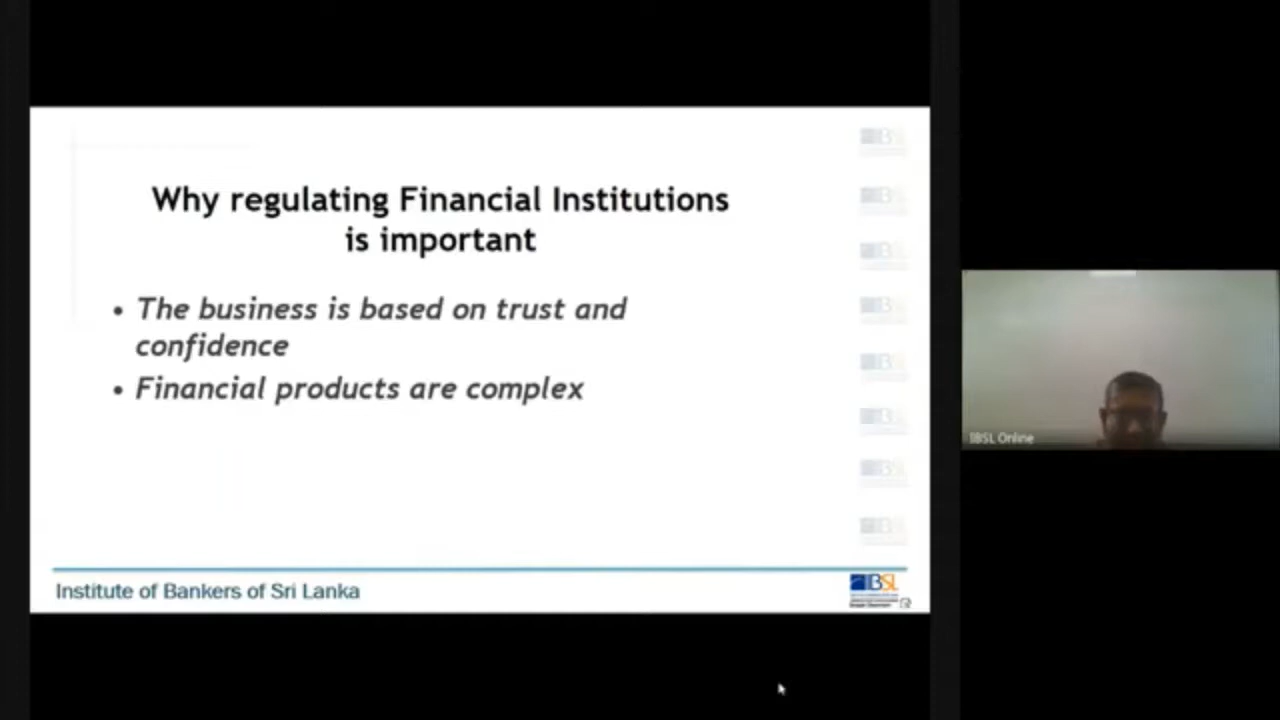 Why regulating Financial Institutions
is important
• The business is based on trust and
confidence
• Financial products are complex
Institute of Bankers of Sri Lanka
IBSL
IBSL Online